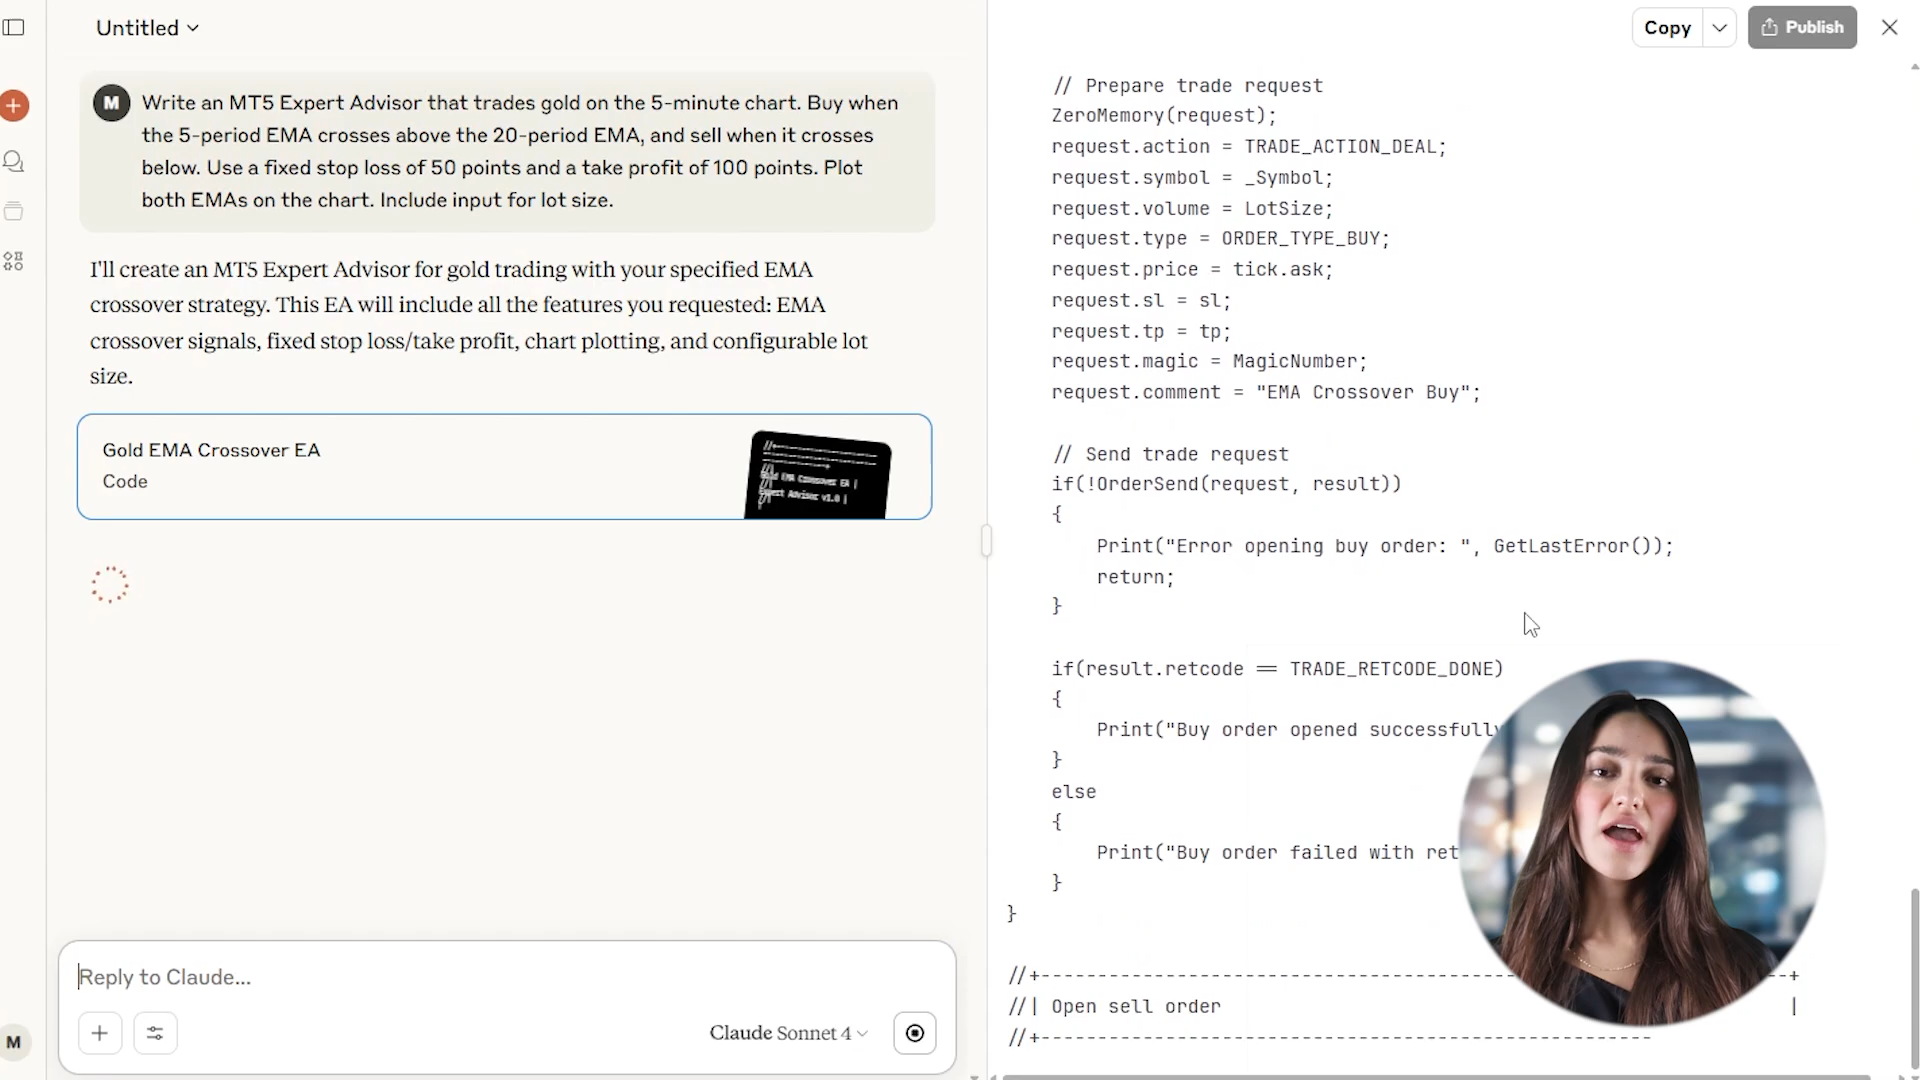 Untitled
M
Write an MT5 Expert Advisor that trades gold on the 5-minute chart. Buy when
the 5-period EMA crosses above the 20-period EMA, and sell when it crosses
below. Use a fixed stop loss of 50 points and a take profit of 100 points. Plot
both EMAs on the chart. Include input for lot size.
I'll create an MT5 Expert Advisor for gold trading with your specified EMA
crossover strategy. This EA will include all the features you requested: EMA
crossover signals, fixed stop loss/take profit, chart plotting, and configurable lot
size.
Gold EMA Crossover EA
Code
Gold EMA Crossover EA |
Expert Advisor v1.0 |
Reply to Claude...
Claude Sonnet 4
M
Copy
Publish
// Prepare trade request
ZeroMemory(request);
request.action = TRADE_ACTION_DEAL;
request.symbol = _Symbol;
request.volume = LotSize;
request.type = ORDER_TYPE_BUY;
request.price = tick.ask;
request.sl = sl;
request.tp = tp;
request.magic = MagicNumber;
request.comment = "EMA Crossover Buy";
// Send trade request
if(!OrderSend(request, result))
{
Print("Error opening buy order: ", GetLastError());
return;
}
if(result.retcode == TRADE_RETCODE_DONE)
{
Print("Buy order opened successfully
}
else
{
Print("Buy order failed with ret
}
}
//+------------------------------------------------------------------+
//| Open sell order |
//+------------------------------------------------------